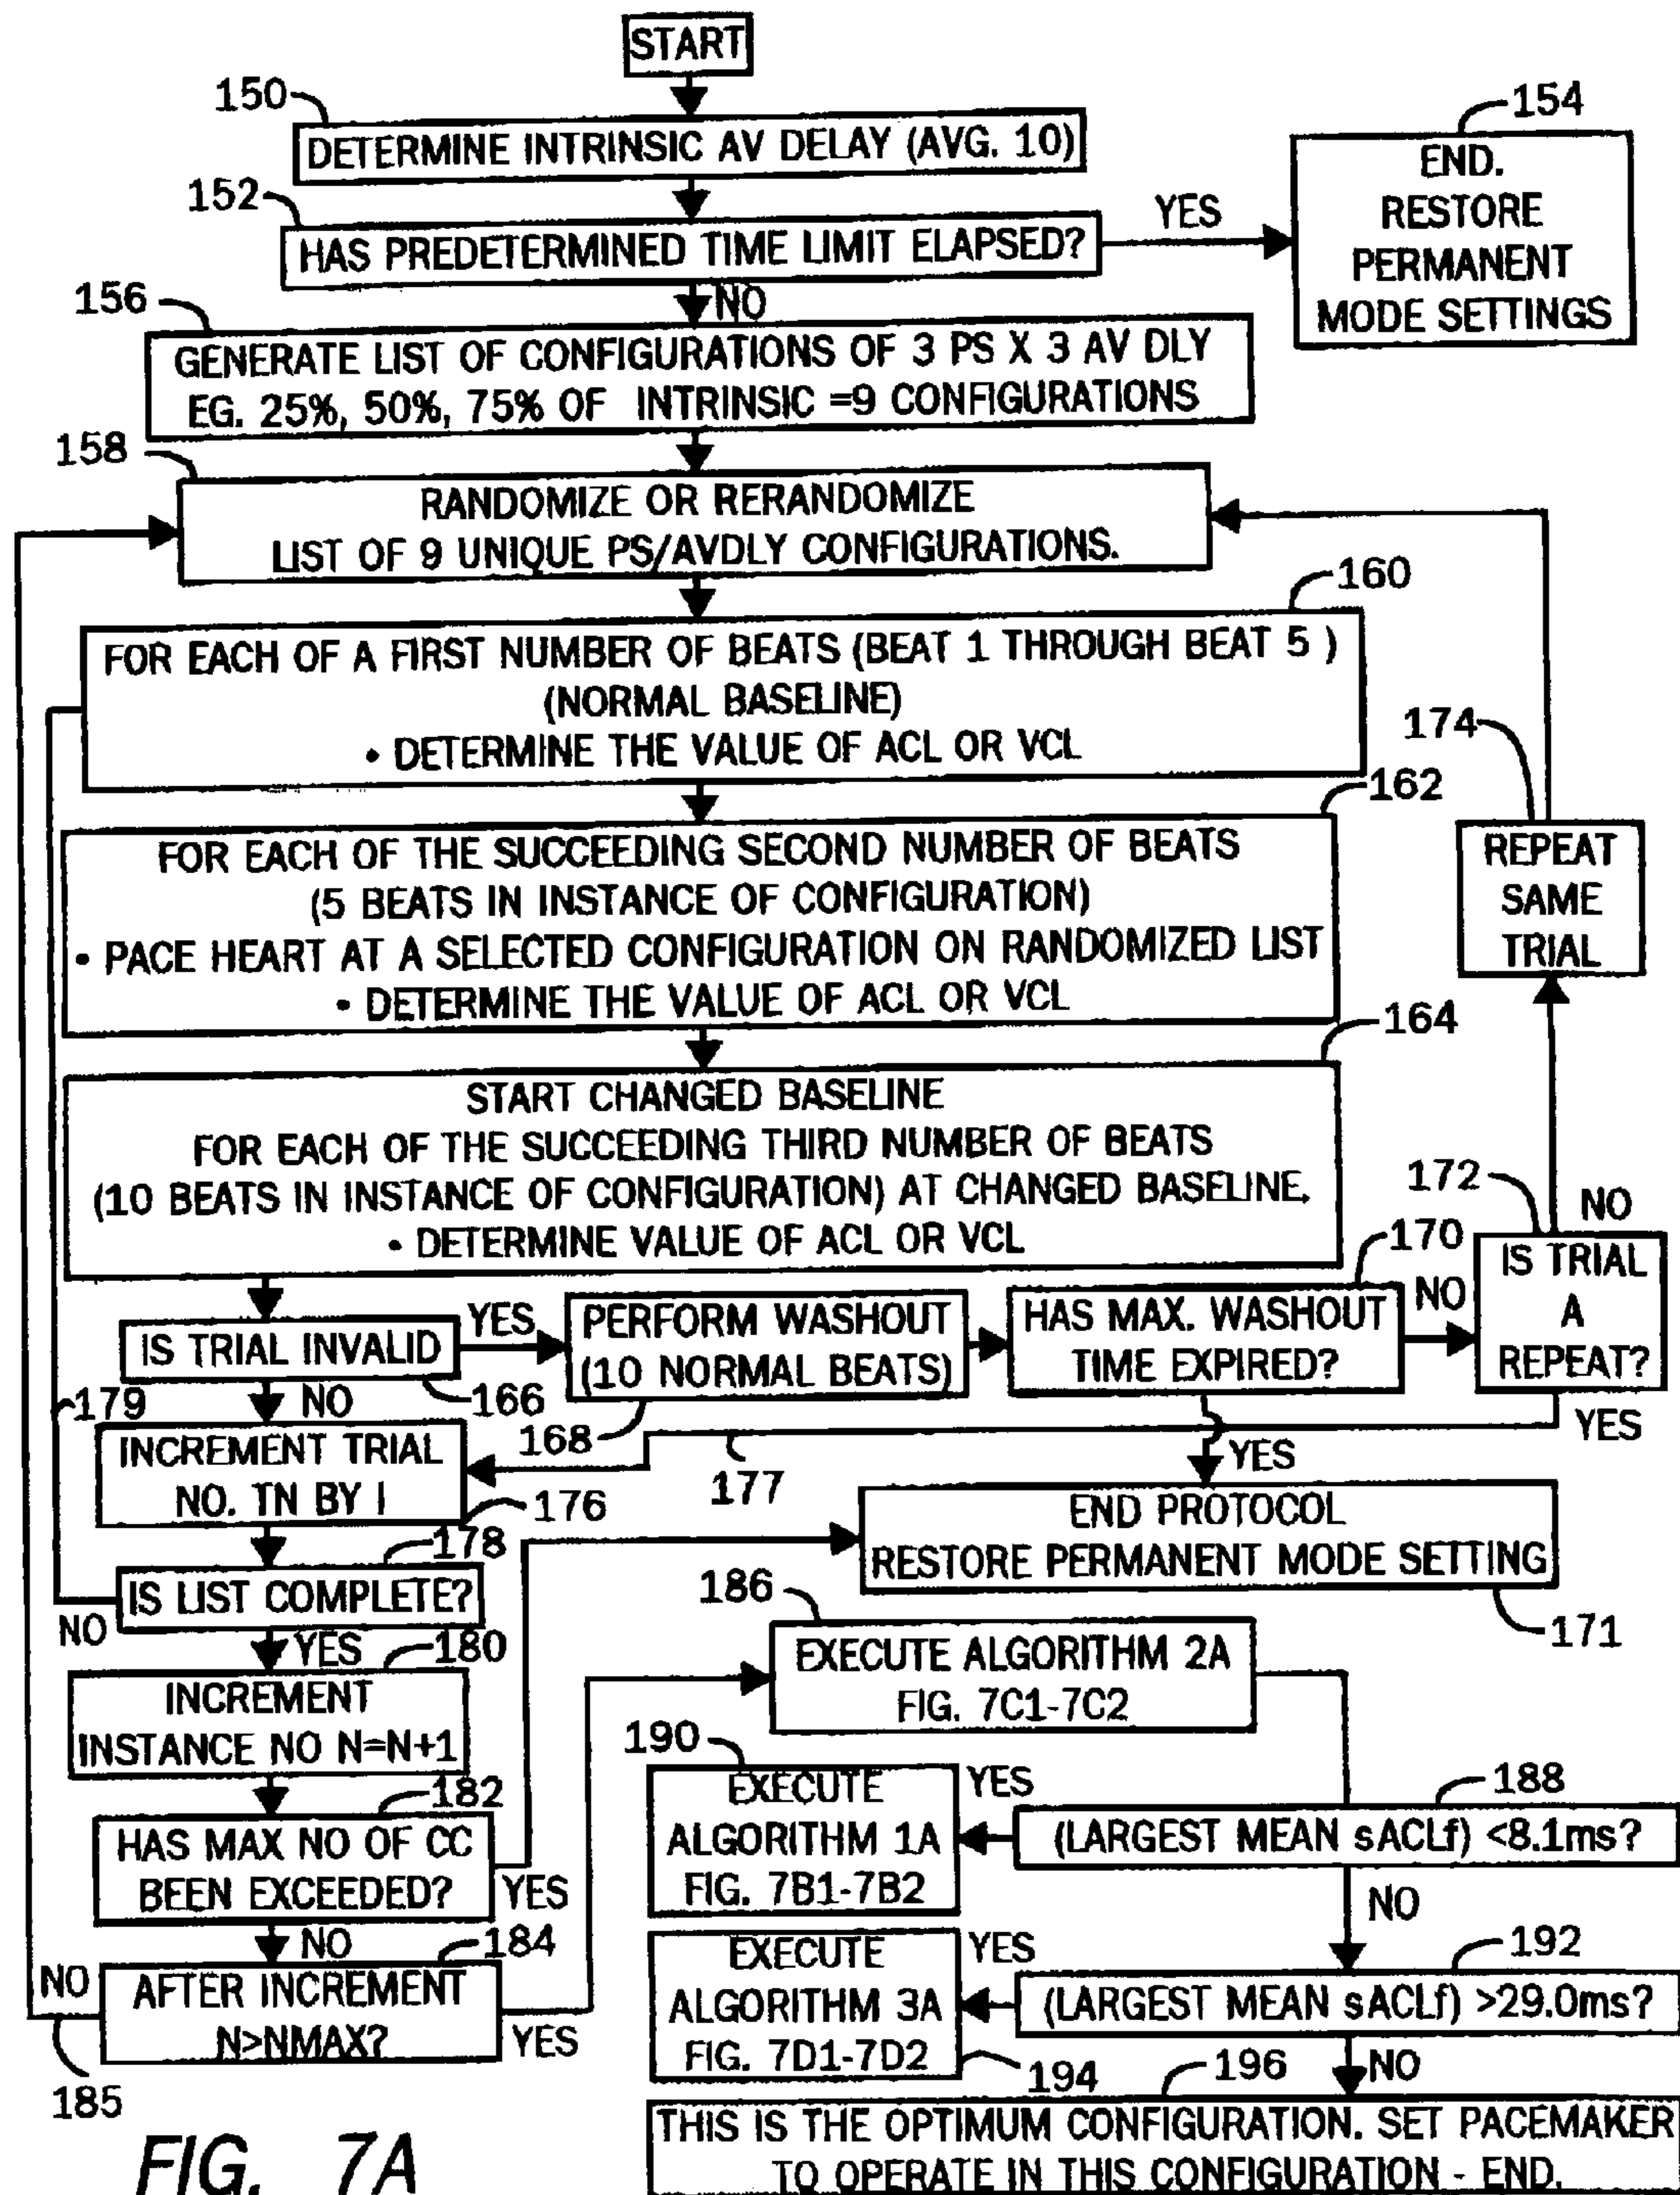 START
150
DETERMINE INTRINSIC AV DELAY (AVG. 10)
152
HAS PREDETERMINED TIME LIMIT ELAPSED?
YES
154
END.
RESTORE
PERMANENT
MODE SETTINGS
NO
156
GENERATE LIST OF CONFIGURATIONS OF 3 PS X 3 AV DLY
EG. 25%, 50%, 75% OF INTRINSIC =9 CONFIGURATIONS
158
RANDOMIZE OR RERANDOMIZE
LIST OF 9 UNIQUE PS/AVDLY CONFIGURATIONS.
160
FOR EACH OF A FIRST NUMBER OF BEATS (BEAT 1 THROUGH BEAT 5 )
(NORMAL BASELINE)
• DETERMINE THE VALUE OF ACL OR VCL
162
FOR EACH OF THE SUCCEEDING SECOND NUMBER OF BEATS
(5 BEATS IN INSTANCE OF CONFIGURATION)
• PACE HEART AT A SELECTED CONFIGURATION ON RANDOMIZED LIST
• DETERMINE THE VALUE OF ACL OR VCL
174
REPEAT
SAME
TRIAL
164
START CHANGED BASELINE
FOR EACH OF THE SUCCEEDING THIRD NUMBER OF BEATS
(10 BEATS IN INSTANCE OF CONFIGURATION) AT CHANGED BASELINE.
• DETERMINE VALUE OF ACL OR VCL
IS TRIAL INVALID
166
YES
NO
PERFORM WASHOUT
(10 NORMAL BEATS)
168
170
HAS MAX. WASHOUT
TIME EXPIRED?
NO
YES
172
NO
IS TRIAL
A
REPEAT?
YES
177
179
INCREMENT TRIAL
NO. TN BY I
176
END PROTOCOL
RESTORE PERMANENT MODE SETTING
171
178
IS LIST COMPLETE?
NO
YES
180
INCREMENT
INSTANCE NO N=N+1
182
HAS MAX NO OF CC
BEEN EXCEEDED?
YES
NO
184
AFTER INCREMENT
N>NMAX?
NO
YES
185
186
EXECUTE ALGORITHM 2A
FIG. 7C1-7C2
188
(LARGEST MEAN sACLf) <8.1ms?
YES
190
EXECUTE
ALGORITHM 1A
FIG. 7B1-7B2
NO
192
(LARGEST MEAN sACLf) >29.0ms?
YES
EXECUTE
ALGORITHM 3A
FIG. 7D1-7D2
194
NO
196
THIS IS THE OPTIMUM CONFIGURATION. SET PACEMAKER
TO OPERATE IN THIS CONFIGURATION - END.
FIG. 7A